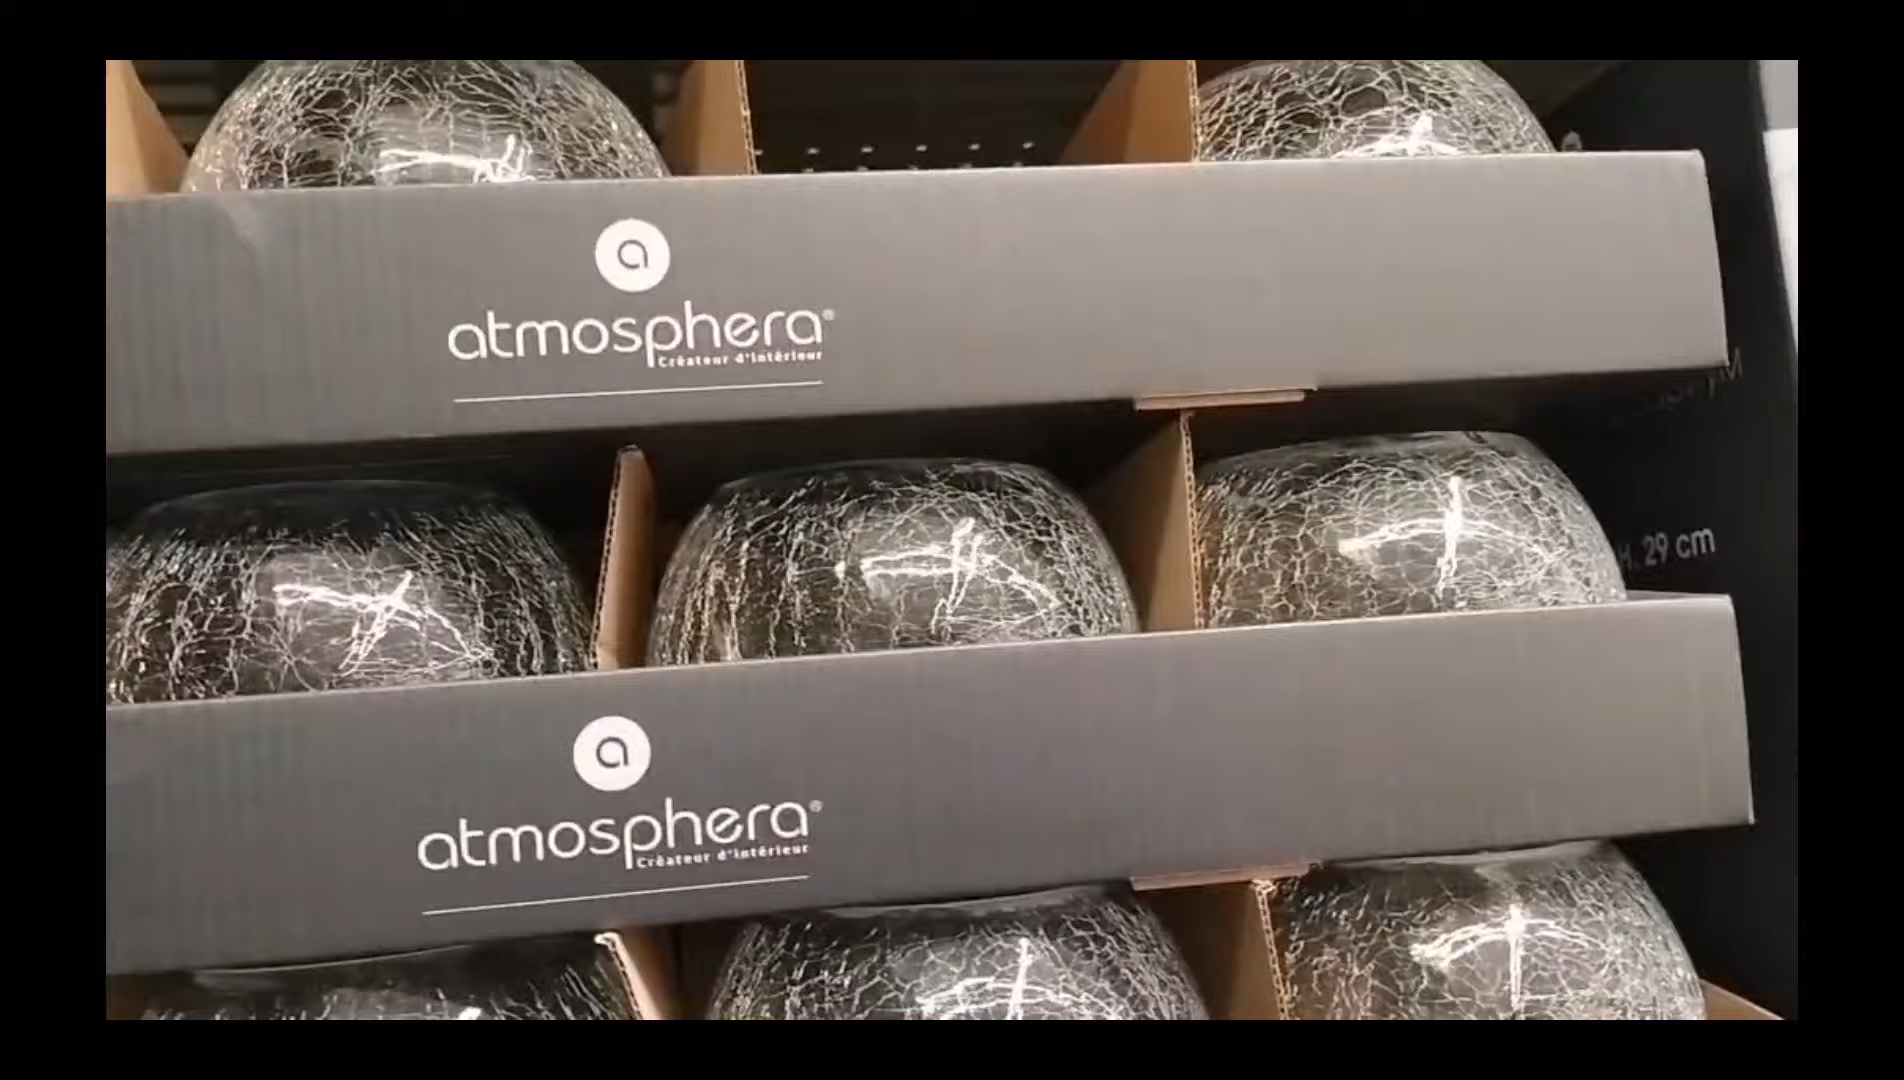 a
atmosphera®
Créateur d'intérieur
H. 29 cm
a
atmosphera®
Créateur d'intérieur